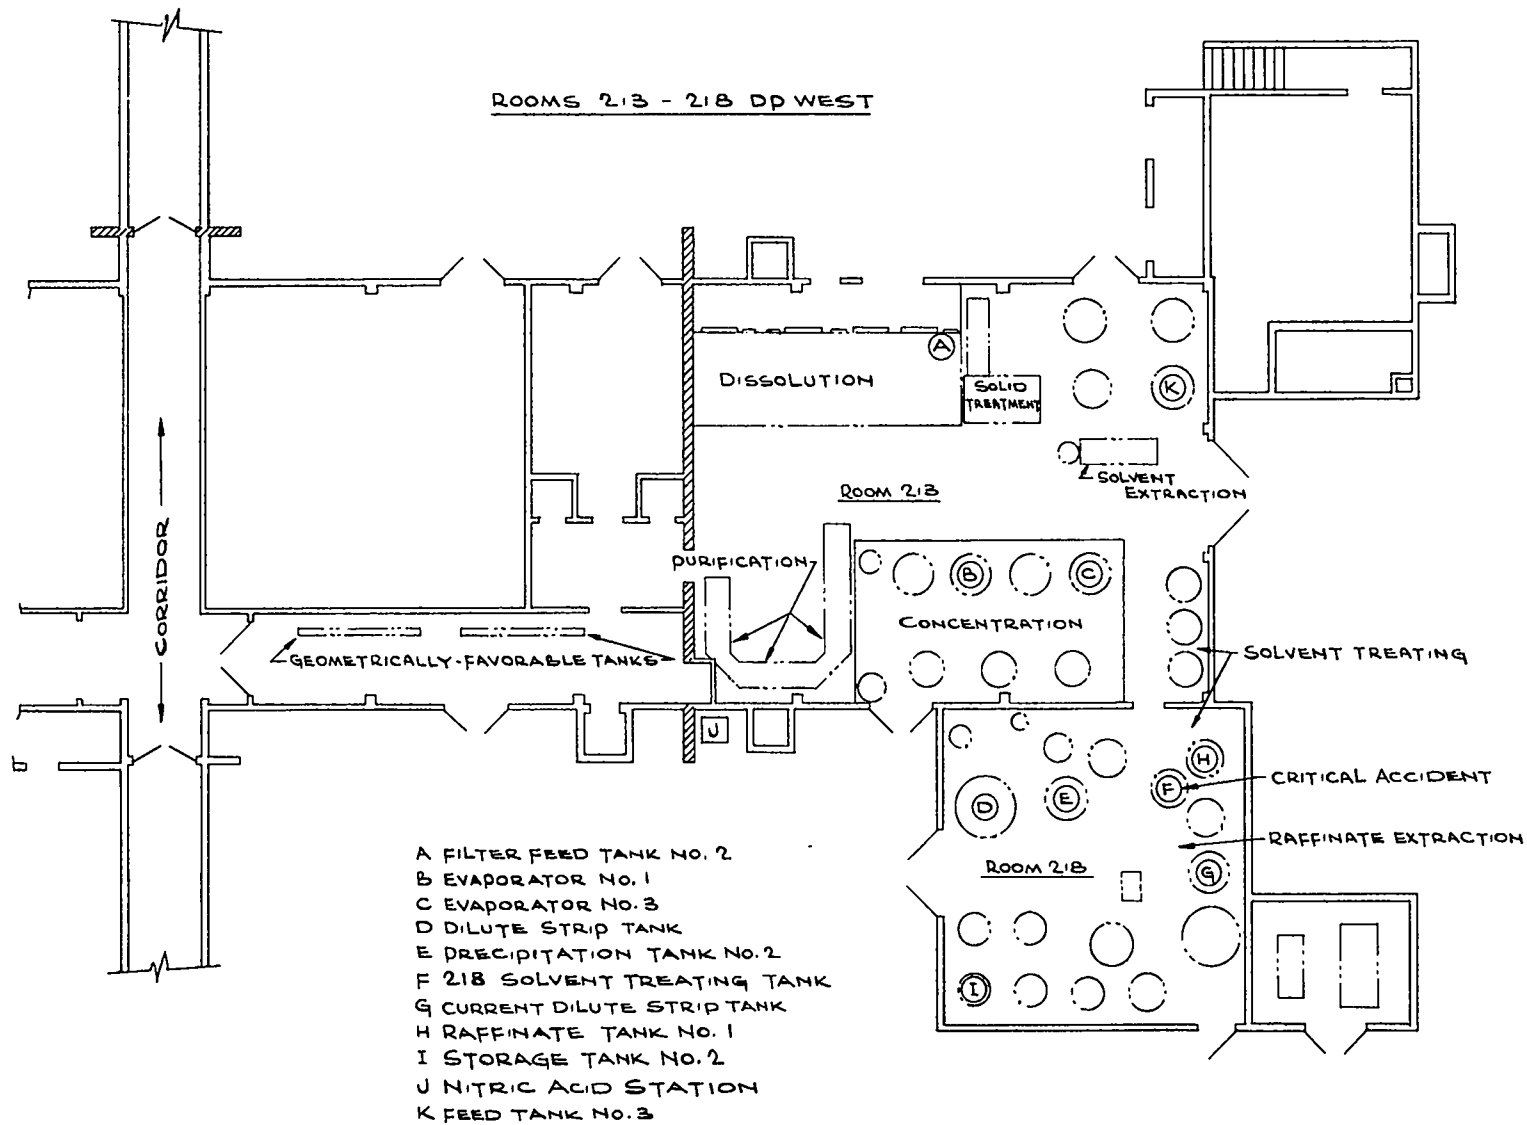 ROOMS 213 - 218 DP WEST
A
DISSOLUTION
SOLID
TREATMENT
K
SOLVENT
EXTRACTION
ROOM 213
CORRIDOR
PURIFICATION
B
C
CONCENTRATION
GEOMETRICALLY-FAVORABLE TANKS
SOLVENT TREATING
J
H
CRITICAL ACCIDENT
F
D
E
RAFFINATE EXTRACTION
ROOM 218
G
I
A FILTER FEED TANK NO. 2
B EVAPORATOR NO. 1
C EVAPORATOR NO. 3
D DILUTE STRIP TANK
E PRECIPITATION TANK NO. 2
F 218 SOLVENT TREATING TANK
G CURRENT DILUTE STRIP TANK
H RAFFINATE TANK NO. 1
I STORAGE TANK NO. 2
J NITRIC ACID STATION
K FEED TANK NO. 3